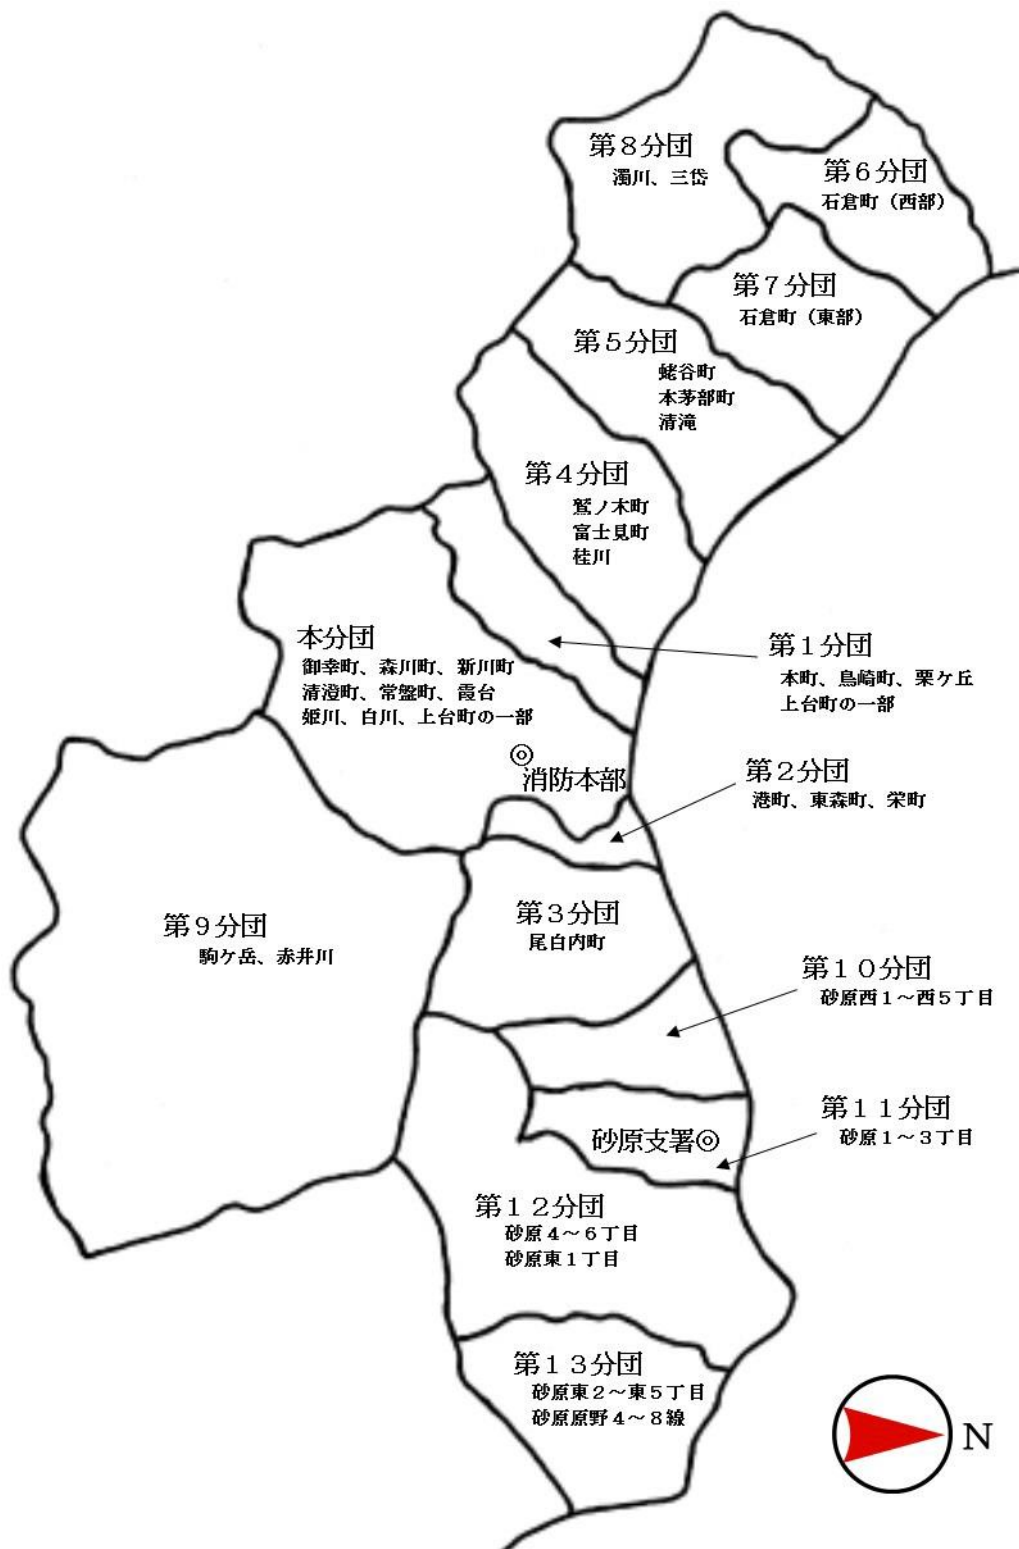 第８分団
濁川、三岱
第６分団
石倉町（西部）
第７分団
石倉町（東部）
第５分団
蛯谷町
本茅部町
清滝
第４分団
鷲ノ木町
富士見町
桂川
本分団
御幸町、森川町、新川町
清澄町、常盤町、霞台
姫川、白川、上台町の一部
第１分団
本町、鳥崎町、栗ケ丘
上台町の一部
消防本部
第２分団
港町、東森町、栄町
第３分団
尾白内町
第９分団
駒ケ岳、赤井川
第１０分団
砂原西１～西５丁目
第１１分団
砂原１～３丁目
砂原支署
第１２分団
砂原４～６丁目
砂原東１丁目
第１３分団
砂原東２～東５丁目
砂原原野４～８線
N